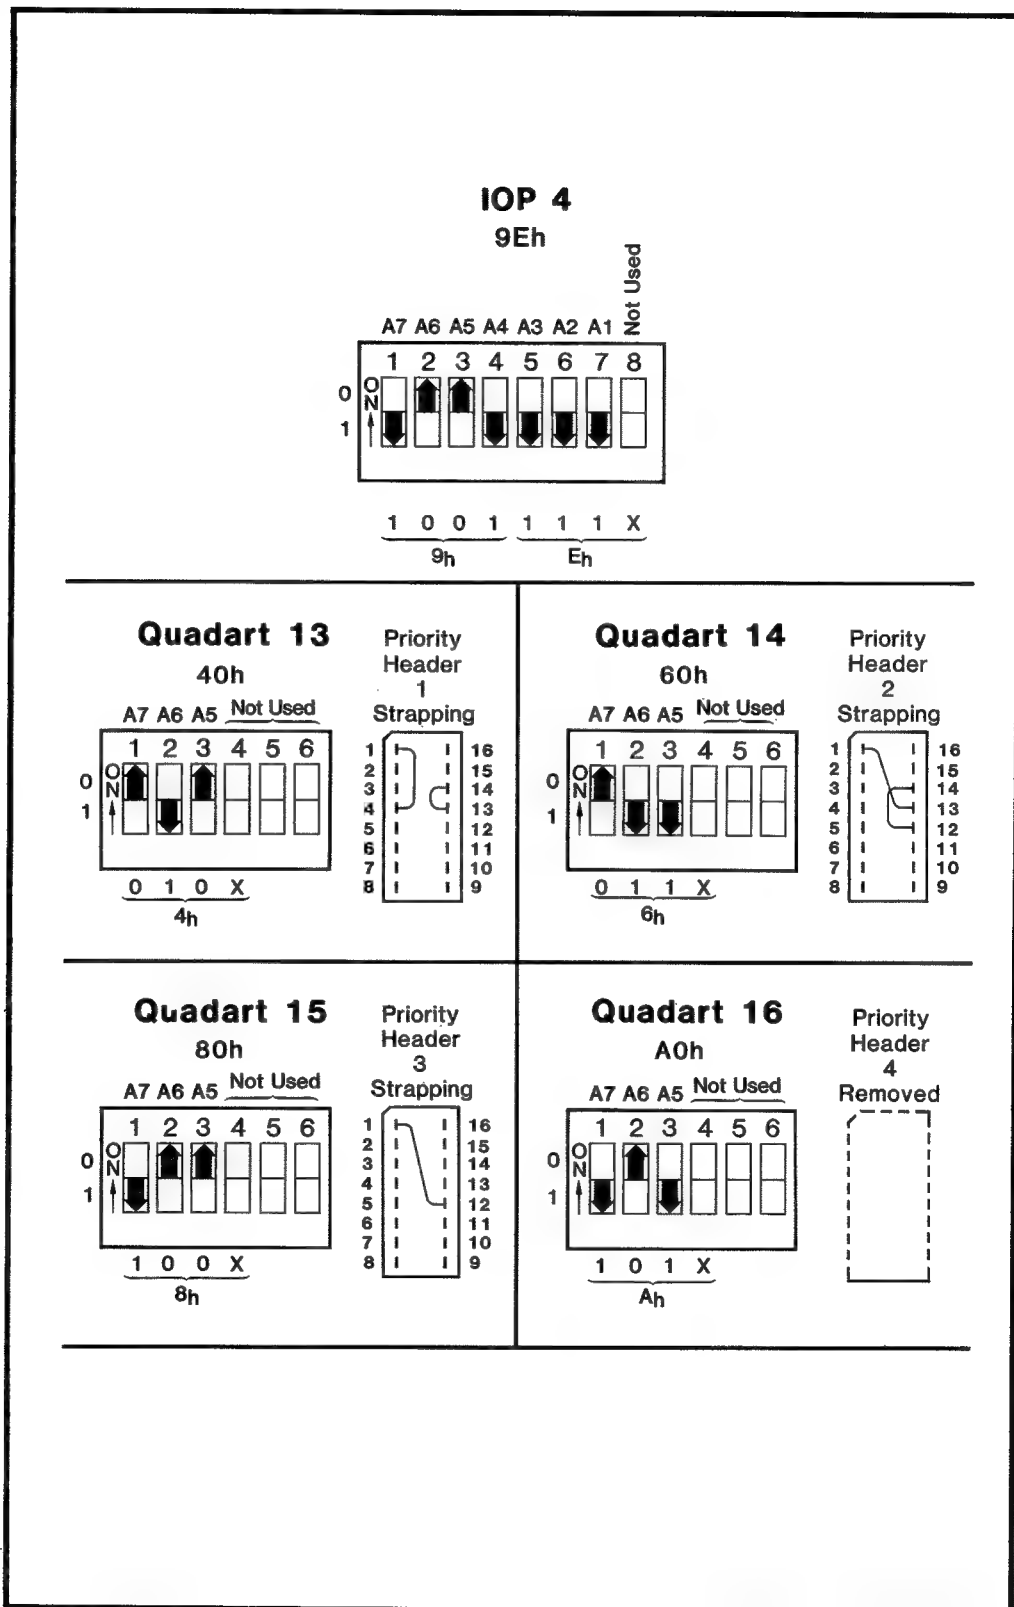 IOP 4
9Eh
A7 A6 A5 A4 A3 A2 A1 Not Used
1 2 3 4 5 6 7 8
0 ON
1
1 0 0 1 1 1 1 X
9h Eh
Quadart 13
40h
A7 A6 A5 Not Used
1 2 3 4 5 6
0 ON
1
0 1 0 X
4h
Priority
Header
1
Strapping
1 16
2 15
3 14
4 13
5 12
6 11
7 10
8 9
Quadart 14
60h
A7 A6 A5 Not Used
1 2 3 4 5 6
0 ON
1
0 1 1 X
6h
Priority
Header
2
Strapping
1 16
2 15
3 14
4 13
5 12
6 11
7 10
8 9
Quadart 15
80h
A7 A6 A5 Not Used
1 2 3 4 5 6
0 ON
1
1 0 0 X
8h
Priority
Header
3
Strapping
1 16
2 15
3 14
4 13
5 12
6 11
7 10
8 9
Quadart 16
A0h
A7 A6 A5 Not Used
1 2 3 4 5 6
0 ON
1
1 0 1 X
Ah
Priority
Header
4
Removed